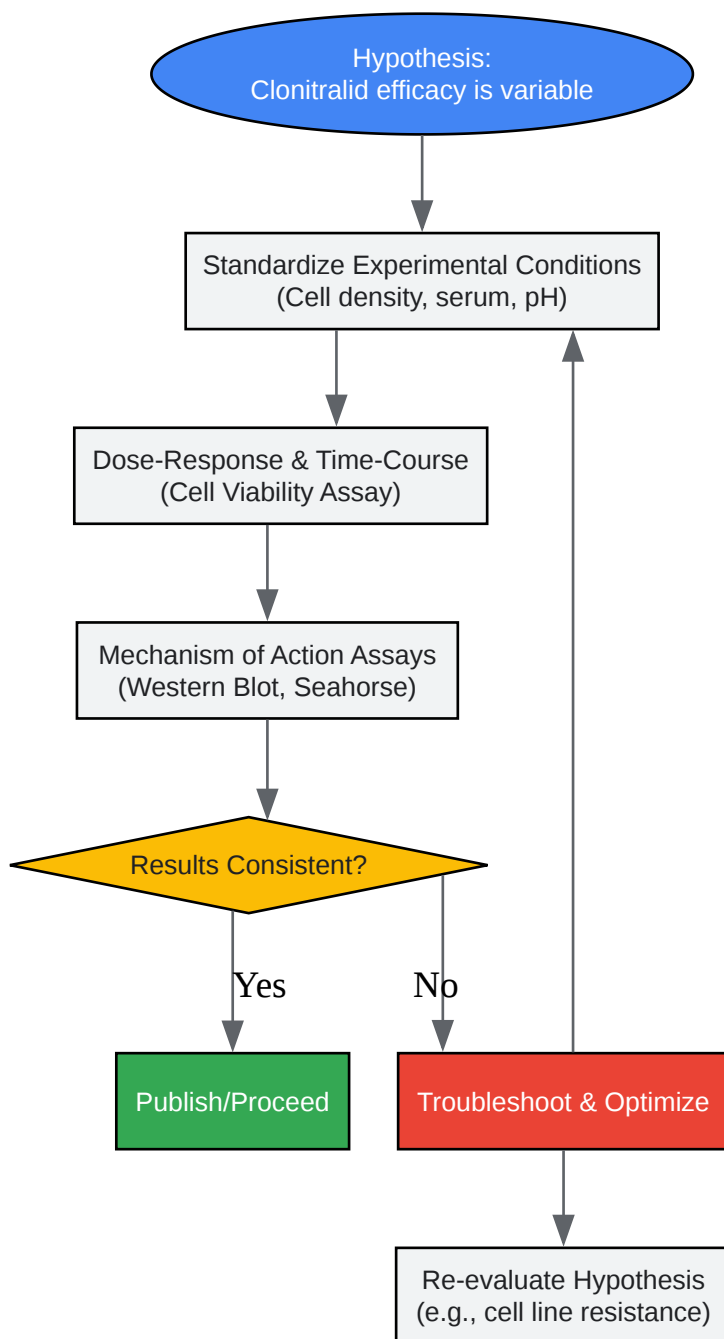 Hypothesis:
Clonitralid efficacy is variable
Standardize Experimental Conditions
(Cell density, serum, pH)
Dose-Response & Time-Course
(Cell Viability Assay)
Mechanism of Action Assays
(Western Blot, Seahorse)
Results Consistent?
Yes
No
Publish/Proceed
Troubleshoot & Optimize
Re-evaluate Hypothesis
(e.g., cell line resistance)